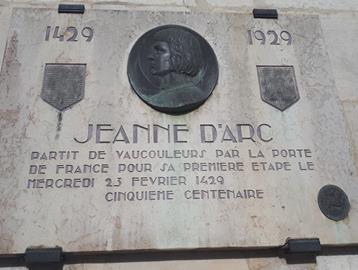 1429 1929
JEANNE D'ARC
PARTIT DE VAUCOULEURS PAR LA PORTE
DE FRANCE POUR SA PREMIERE ETAPE LE
MERCREDI 23 FEVRIER 1429
CINQUIEME CENTENAIRE